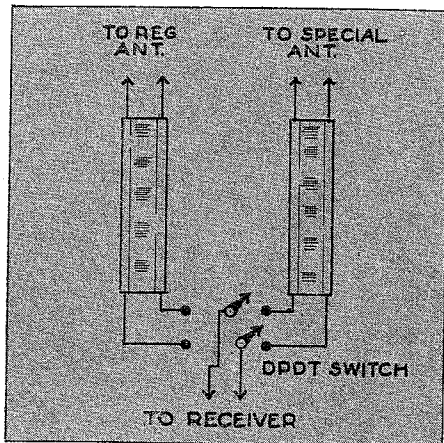 TO REG
ANT.
TO SPECIAL
ANT.
DPDT SWITCH
TO RECEIVER